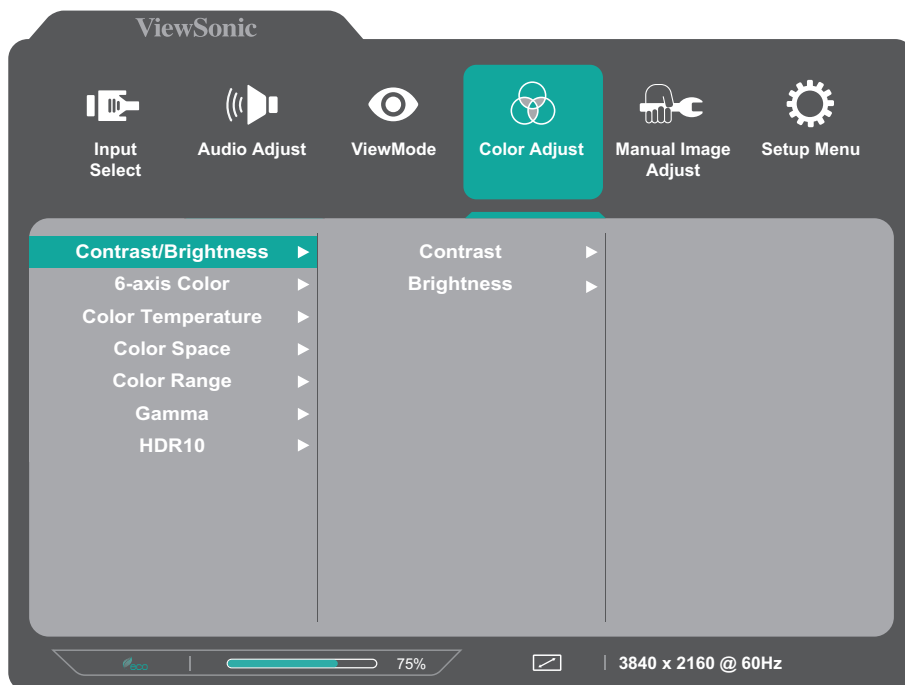 ViewSonic
Input Select
Audio Adjust
ViewMode
Color Adjust
Manual Image Adjust
Setup Menu
Contrast/Brightness
6-axis Color
Color Temperature
Color Space
Color Range
Gamma
HDR10
Contrast
Brightness
eco
75%
3840 x 2160 @ 60Hz